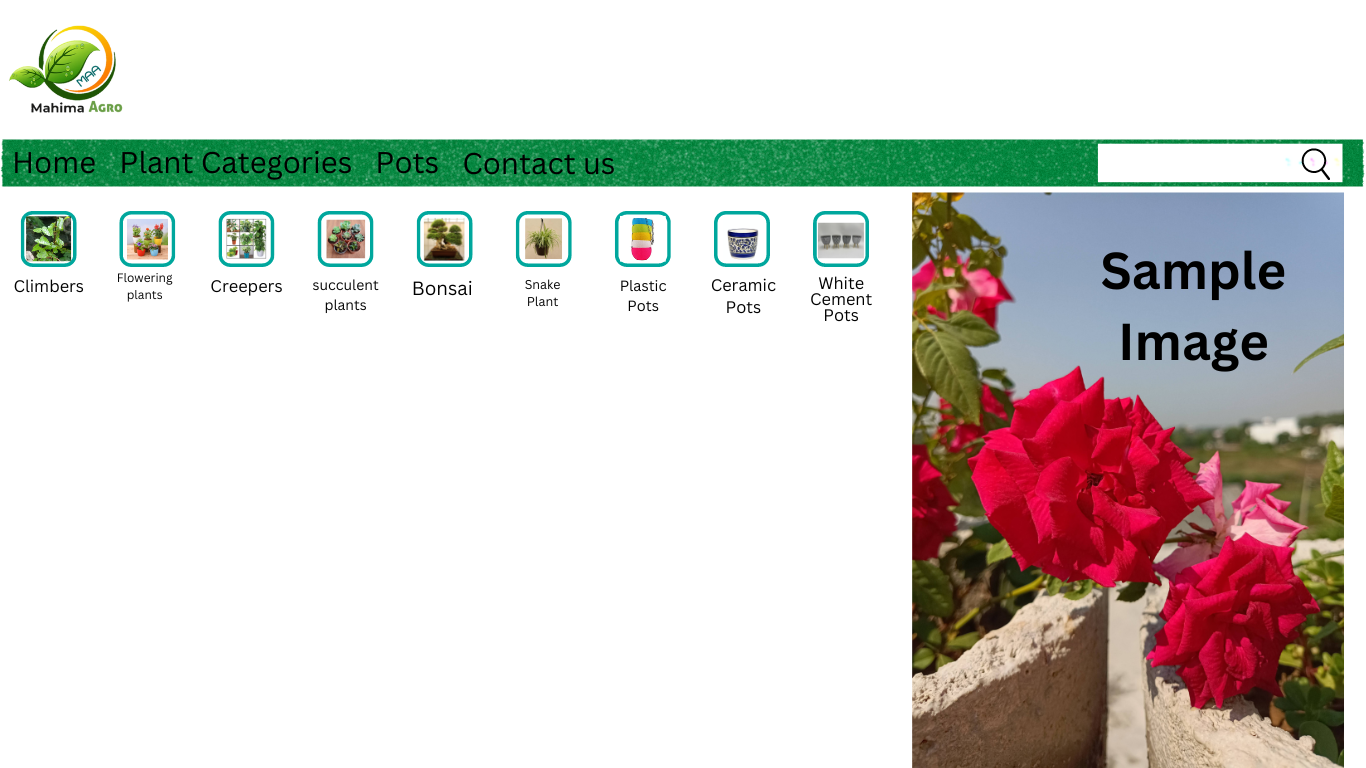 MAA
Mahima AGRO
Home Plant Categories Pots Contact us
Climbers
Flowering
plants
Creepers
succulent
plants
Bonsai
Snake
Plant
Plastic
Pots
Ceramic
Pots
White
Cement
Pots
Sample
Image